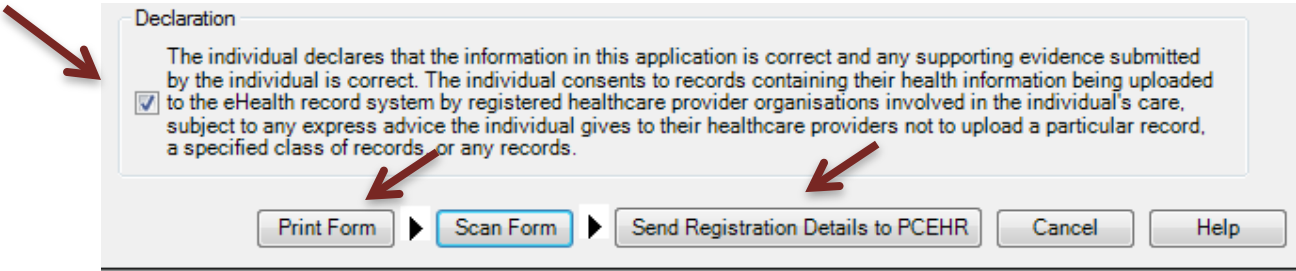 Declaration
The individual declares that the information in this application is correct and any supporting evidence submitted
by the individual is correct. The individual consents to records containing their health information being uploaded
to the eHealth record system by registered healthcare provider organisations involved in the individual's care,
subject to any express advice the individual gives to their healthcare providers not to upload a particular record,
a specified class of records, or any records.
Print Form Scan Form Send Registration Details to PCEHR Cancel Help